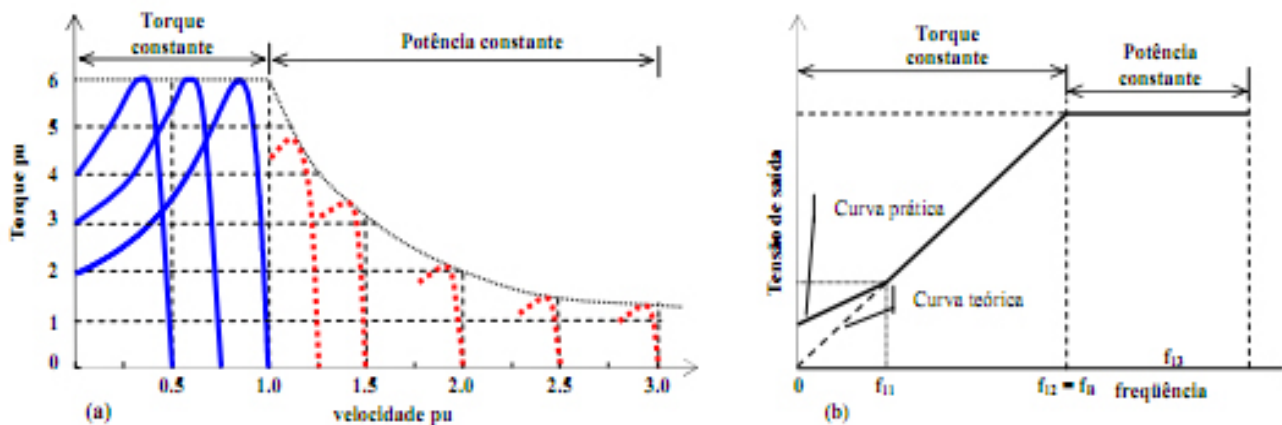 Torque
constante
Potência constante
Torque pu
6
5
4
3
2
1
0
0.5
1.0
1.5
2.0
2.5
3.0
velocidade pu
(a)
Torque
constante
Potência
constante
Tensão de saída
Curva prática
Curva teórica
0
f11
f12 = fn
f13
freqüência
(b)